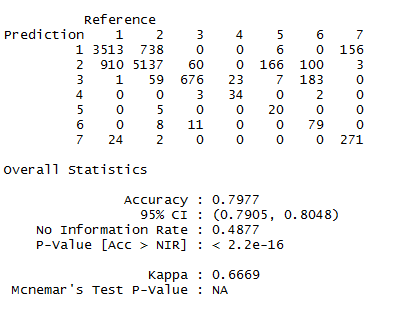 Reference
Prediction 1 2 3 4 5 6 7
1 3513 738 0 0 6 0 156
2 910 5137 60 0 166 100 3
3 1 59 676 23 7 183 0
4 0 0 3 34 0 2 0
5 0 5 0 0 20 0 0
6 0 8 11 0 0 79 0
7 24 2 0 0 0 0 271
Overall Statistics
Accuracy : 0.7977
95% CI : (0.7905, 0.8048)
No Information Rate : 0.4877
P-Value [Acc > NIR] : < 2.2e-16
Kappa : 0.6669
Mcnemar's Test P-Value : NA